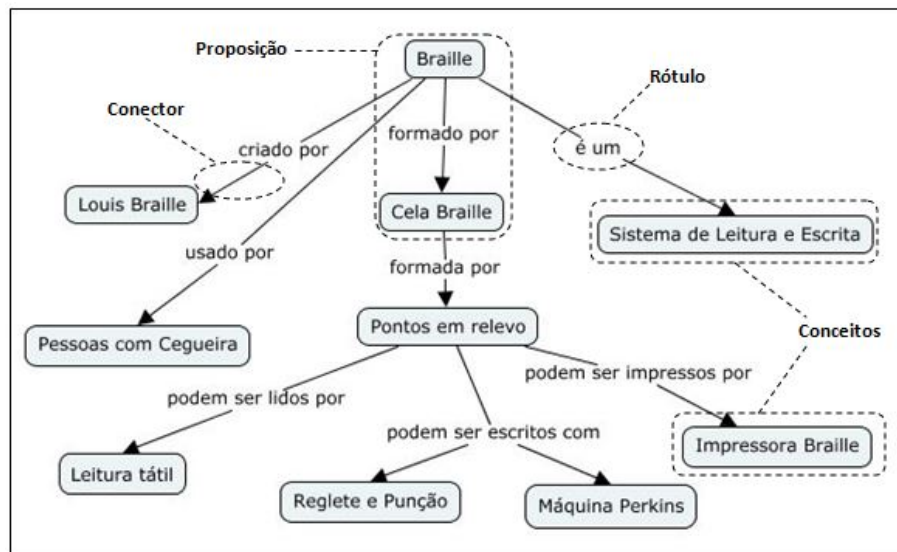 Proposição
Braille
Rótulo
Conector
formado por
criado por
é um
Louis Braille
Cela Braille
Sistema de Leitura e Escrita
usado por
formada por
Pessoas com Cegueira
Pontos em relevo
Conceitos
podem ser impressos por
podem ser lidos por
podem ser escritos com
Impressora Braille
Leitura tátil
Reglete e Punção
Máquina Perkins